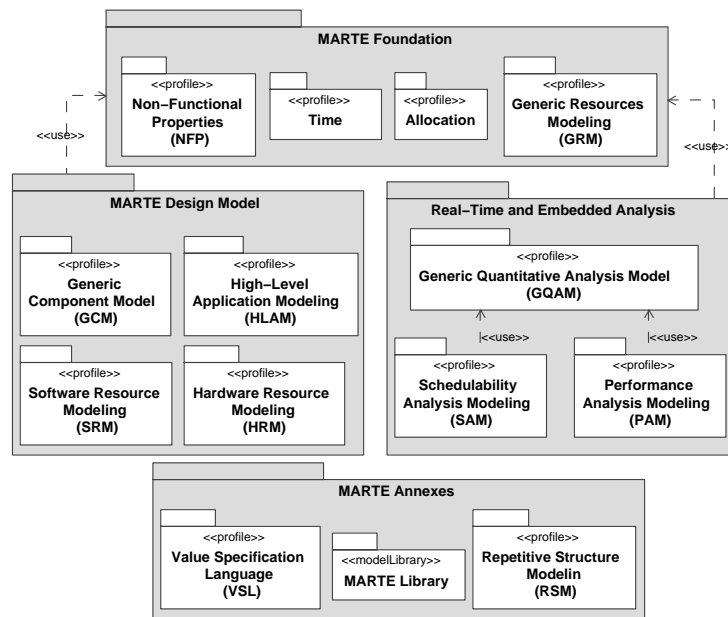 MARTE Foundation
<<profile>>
Non–Functional
Properties
(NFP)
<<profile>>
Time
<<profile>>
Allocation
<<profile>>
Generic Resources
Modeling
(GRM)
<<use>>
<<use>>
MARTE Design Model
<<profile>>
Generic
Component Model
(GCM)
<<profile>>
High–Level
Application Modeling
(HLAM)
<<profile>>
Software Resource
Modeling
(SRM)
<<profile>>
Hardware Resource
Modeling
(HRM)
Real–Time and Embedded Analysis
<<profile>>
Generic Quantitative Analysis Model
(GQAM)
<<use>>
<<use>>
<<profile>>
Schedulability
Analysis Modeling
(SAM)
<<profile>>
Performance
Analysis Modeling
(PAM)
MARTE Annexes
<<profile>>
Value Specification
Language
(VSL)
<<modelLibrary>>
MARTE Library
<<profile>>
Repetitive Structure
Modelin
(RSM)